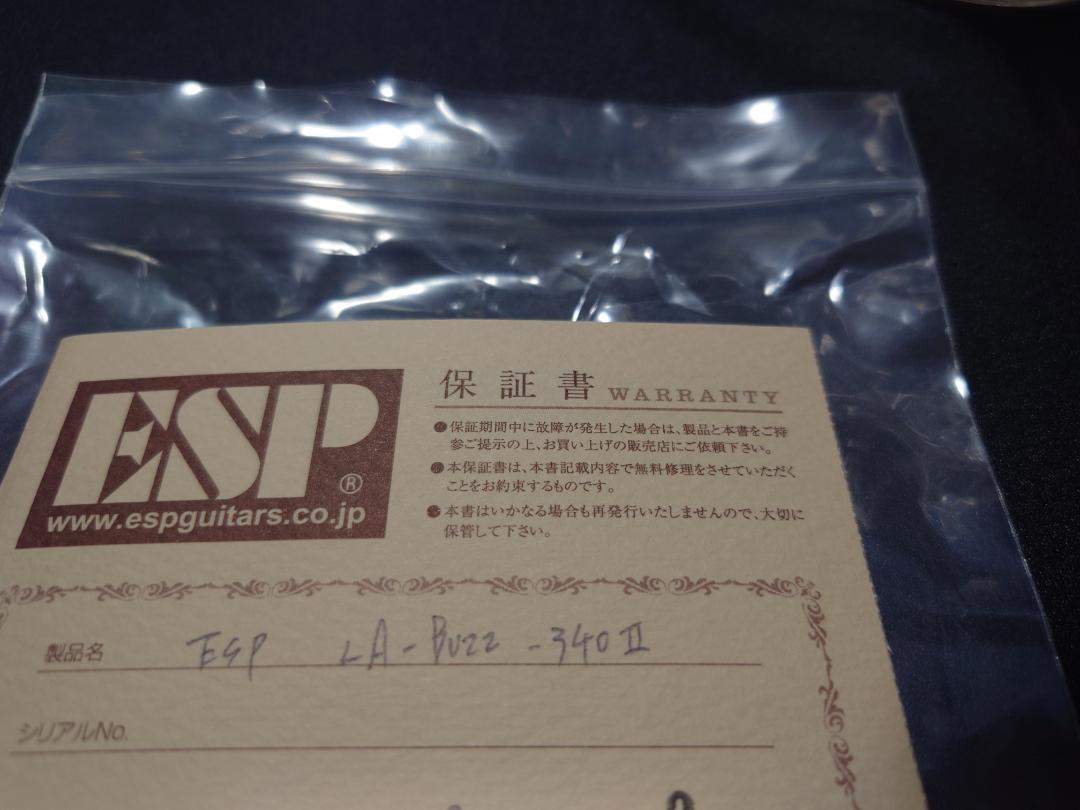 ESP®
www.espguitars.co.jp
保証書 WARRANTY
●保証期間中に故障が発生した場合は、製品と本書をご持
参ご提示の上、お買い上げの販売店にご依頼下さい。
●本保証書は、本書記載内容で無料修理をさせていただく
ことをお約束するものです。
●本書はいかなる場合も再発行いたしませんので、大切に
保管して下さい。
製品名 ESP LA-Buzz-340II
シリアルNo.